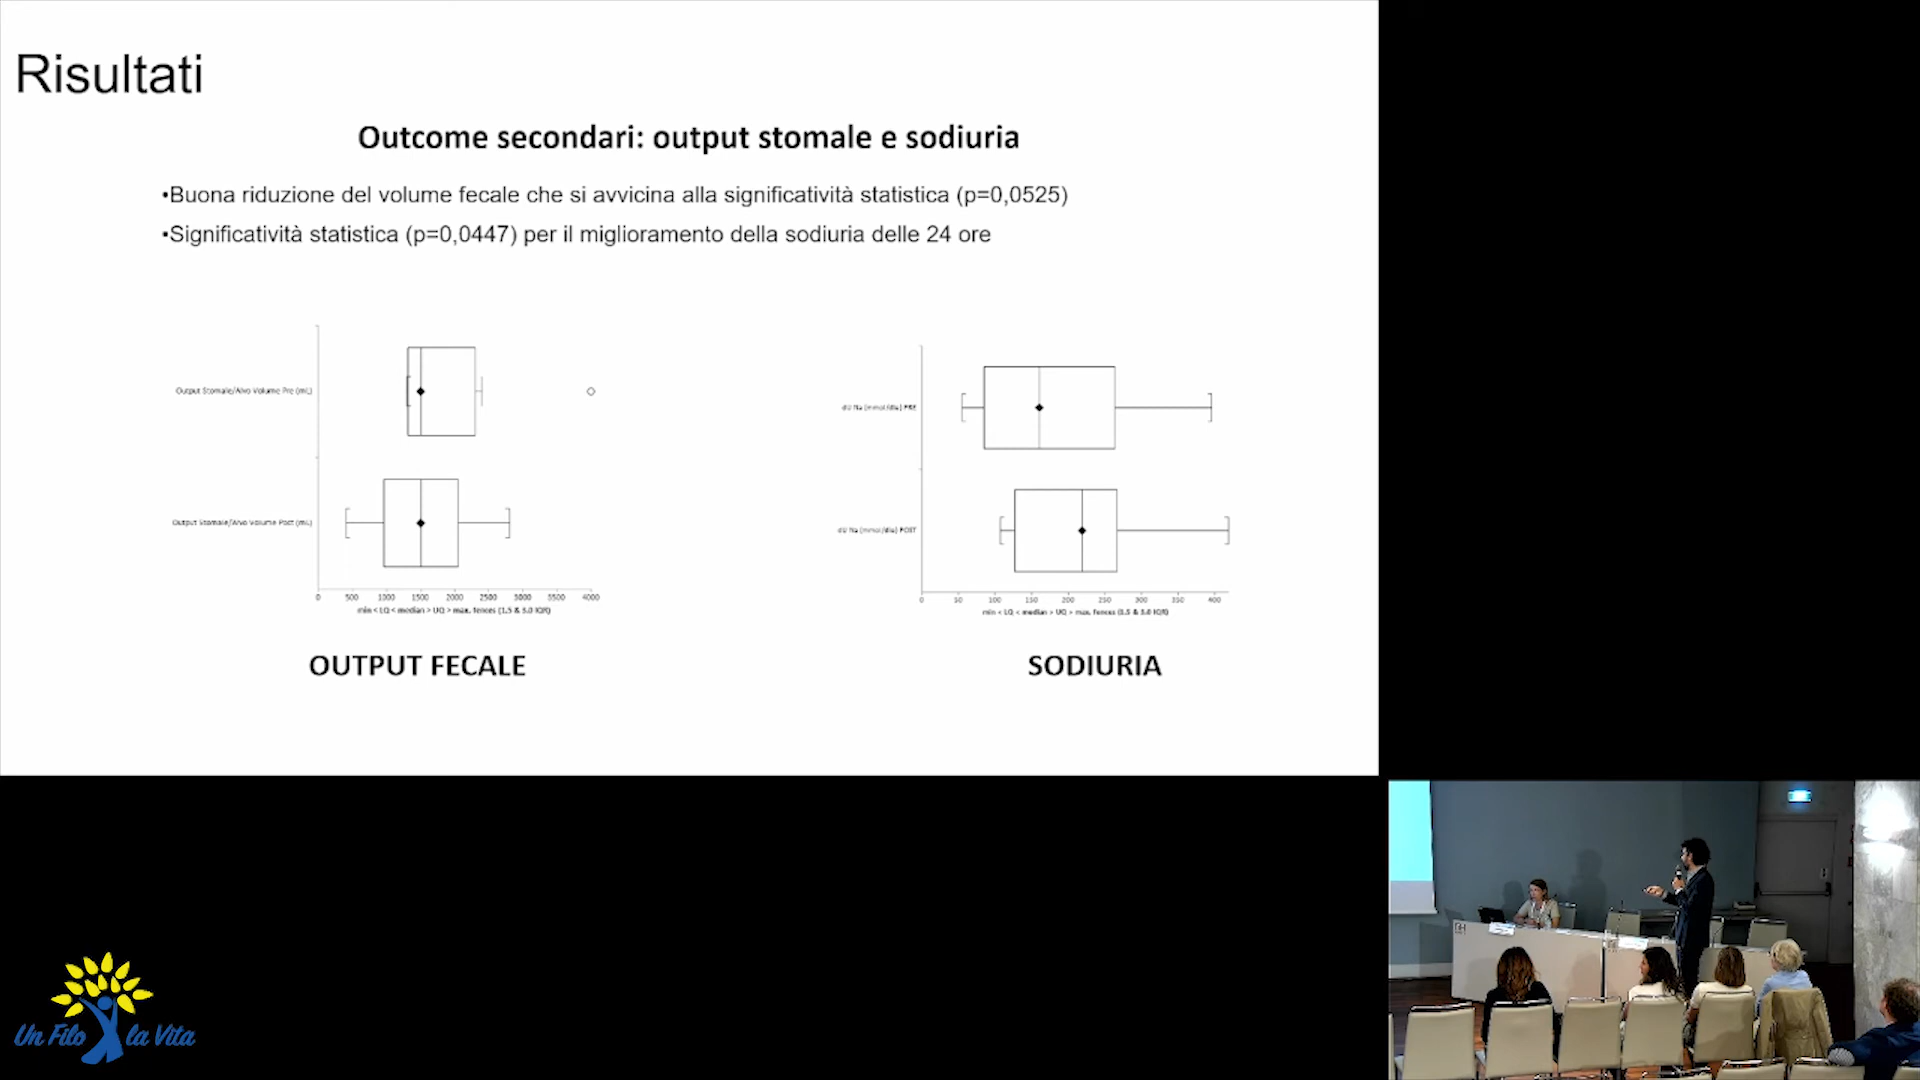 Risultati
Outcome secondari: output stomale e sodiuria
•Buona riduzione del volume fecale che si avvicina alla significatività statistica (p=0,0525)
•Significatività statistica (p=0,0447) per il miglioramento della sodiuria delle 24 ore
Output Stomale/Alvo Volume Pre (mL)
Output Stomale/Alvo Volume Post (mL)
0 500 1000 1500 2000 2500 3000 3500 4000
min < LQ < median > UQ > max. fences (1.5 & 3.0 IQR)
OUTPUT FECALE
dU Na (mmol/die) PRE
dU Na (mmol/die) POST
0 50 100 150 200 250 300 350 400
min < LQ < median > UQ > max. fences (1.5 & 3.0 IQR)
SODIURIA
Un Filo la Vita